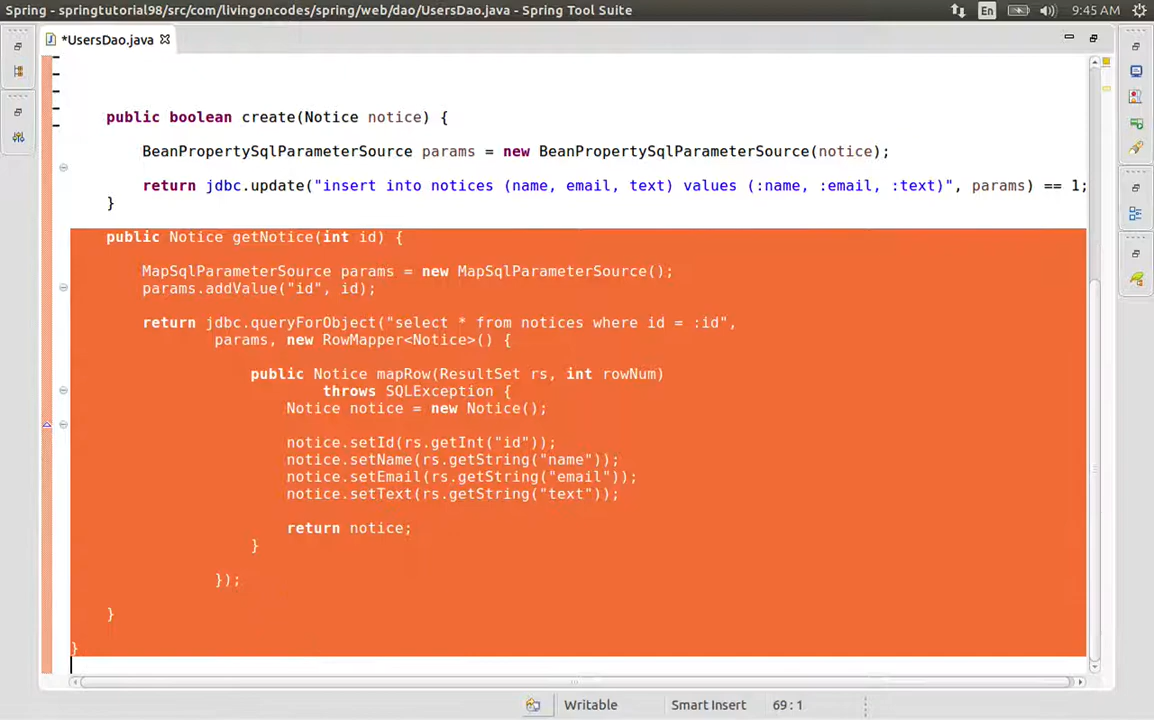 Spring - springtutorial98/src/com/livingoncodes/spring/web/dao/UsersDao.java - Spring Tool Suite
En
9:45 AM
*UsersDao.java
public boolean create(Notice notice) {
BeanPropertySqlParameterSource params = new BeanPropertySqlParameterSource(notice);
return jdbc.update("insert into notices (name, email, text) values (:name, :email, :text)", params) == 1;
}
public Notice getNotice(int id) {
MapSqlParameterSource params = new MapSqlParameterSource();
params.addValue("id", id);
return jdbc.queryForObject("select * from notices where id = :id",
params, new RowMapper<Notice>() {
public Notice mapRow(ResultSet rs, int rowNum)
throws SQLException {
Notice notice = new Notice();
notice.setId(rs.getInt("id"));
notice.setName(rs.getString("name"));
notice.setEmail(rs.getString("email"));
notice.setText(rs.getString("text"));
return notice;
}
});
}
}
Writable
Smart Insert
69 : 1